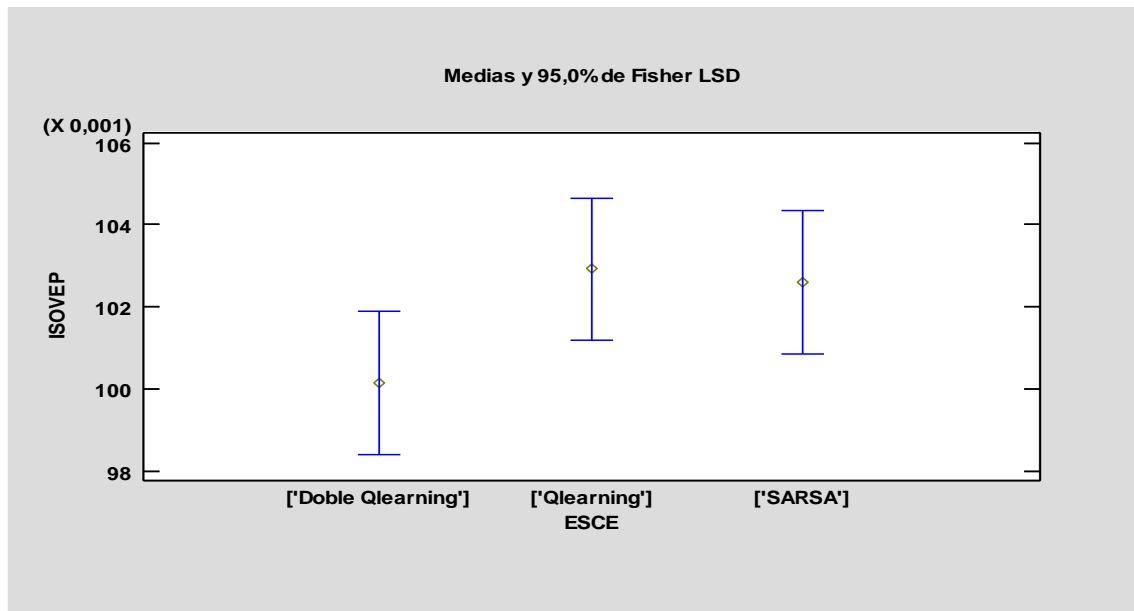 Medias y 95,0% de Fisher LSD
(X 0,001)
106
104
102
100
98
ISOVEP
['Doble Qlearning'] ['Qlearning'] ['SARSA']
ESCE